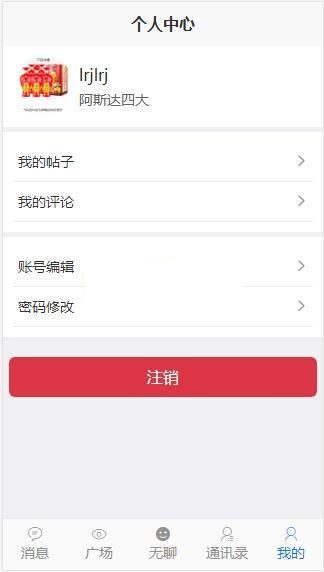 个人中心
lrjlrj
阿斯达四大
我的帖子
我的评论
账号编辑
密码修改
注销
消息
广场
无聊
通讯录
我的